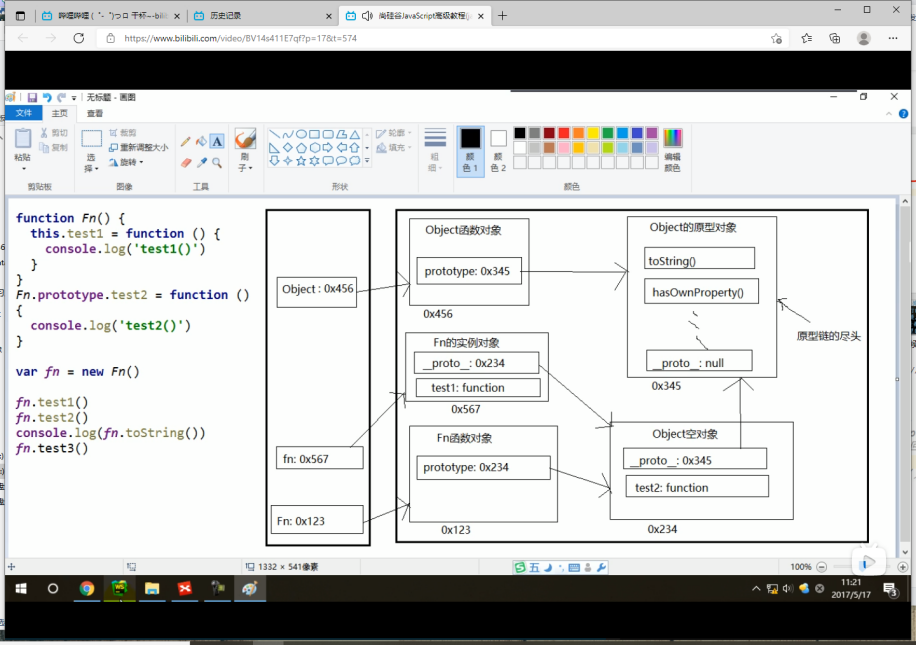 哔哩哔哩 (゜-゜)つロ 干杯~-bili
历史记录
尚硅谷JavaScript高级教程(
https://www.bilibili.com/video/BV14s411E7qf?p=17&t=574
无标题 - 画图
文件
主页
查看
粘贴
剪切
复制
选
择
裁剪
重新调整大小
旋转
刷
子
轮廓
填充
粗
细
颜
色 1
颜
色 2
编辑
颜色
剪贴板
图像
工具
形状
颜色
function Fn() {
this.test1 = function () {
console.log('test1()')
}
}
Fn.prototype.test2 = function ()
{
console.log('test2()')
}
var fn = new Fn()
fn.test1()
fn.test2()
console.log(fn.toString())
fn.test3()
Object : 0x456
fn: 0x567
Fn: 0x123
Object函数对象
prototype: 0x345
0x456
Fn的实例对象
__proto__: 0x234
test1: function
0x567
Fn函数对象
prototype: 0x234
0x123
Object的原型对象
toString()
hasOwnProperty()
__proto__: null
0x345
原型链的尽头
Object空对象
__proto__: 0x345
test2: function
0x234
1332 × 541像素
五
100%
11:21
2017/5/17
3